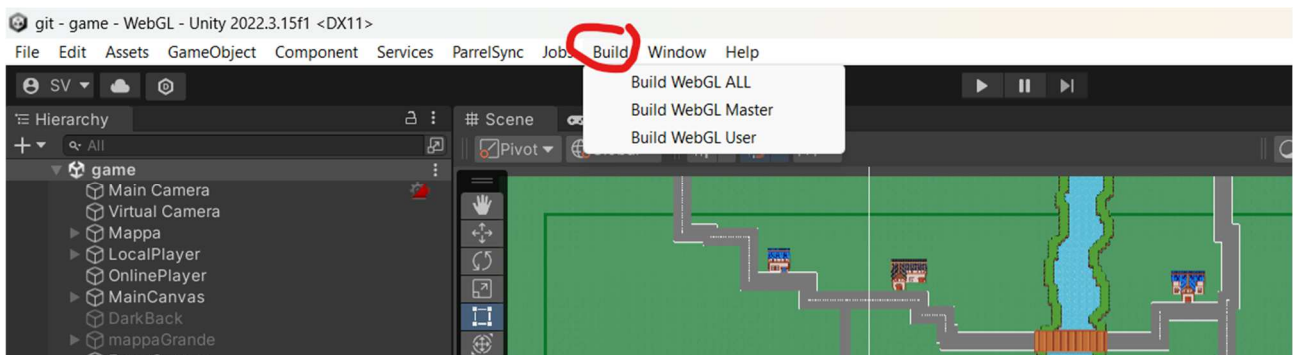 git - game - WebGL - Unity 2022.3.15f1 <DX11>
File Edit Assets GameObject Component Services ParrelSync Jobs Build Window Help
SV
Build WebGL ALL
Build WebGL Master
Build WebGL User
Hierarchy
# Scene
All
Pivot
game
Main Camera
Virtual Camera
Mappa
LocalPlayer
OnlinePlayer
MainCanvas
DarkBack
mappaGrande